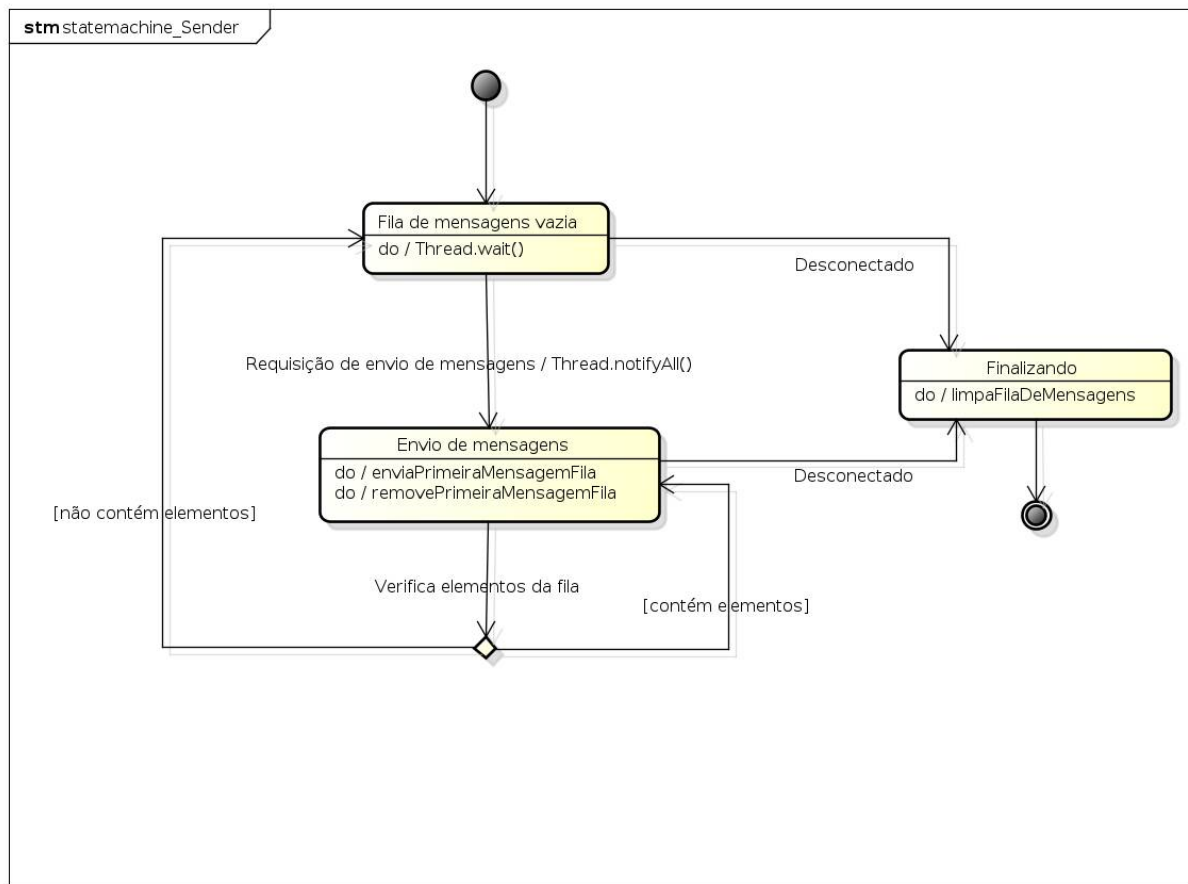 stm statemachine_Sender
Fila de mensagens vazia
do / Thread.wait()
Desconectado
Requisição de envio de mensagens / Thread.notifyAll()
Finalizando
do / limpaFilaDeMensagens
Envio de mensagens
do / enviaPrimeiraMensagemFila
do / removePrimeiraMensagemFila
Desconectado
[não contém elementos]
Verifica elementos da fila
[contém elementos]